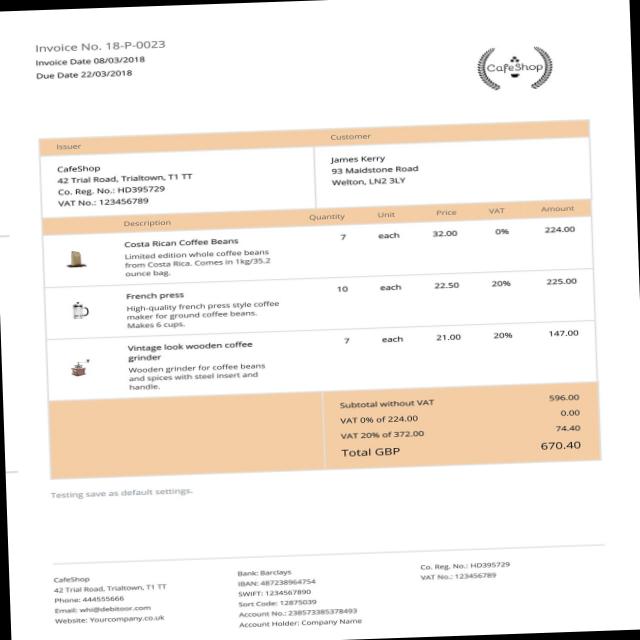 Invoice No. 18-P-0023
Invoice Date 08/03/2018
Due Date 22/03/2018
CafeShop
Issuer Customer
CafeShop
42 Trial Road, Trialtown, T1 TT
Co. Reg. No.: HD395729
VAT No.: 123456789
James Kerry
93 Maidstone Road
Welton, LN2 3LY
Description Quantity Unit Price VAT Amount
Costa Rican Coffee Beans 7 each 32.00 0% 224.00
Limited edition whole coffee beans
from Costa Rica. Comes in 1kg/35.2
ounce bag.
French press 10 each 22.50 20% 225.00
High-quality french press style coffee
maker for ground coffee beans.
Makes 6 cups.
Vintage look wooden coffee 7 each 21.00 20% 147.00
grinder
Wooden grinder for coffee beans
and spices with steel insert and
handle.
Subtotal without VAT 596.00
VAT 0% of 224.00 0.00
VAT 20% of 372.00 74.40
Total GBP 670.40
Testing save as default settings.
CafeShop
42 Trial Road, Trialtown, T1 TT
Phone: 444555666
Email: whi@debitoor.com
Website: Yourcompany.co.uk
Bank: Barclays
IBAN: 487238964754
SWIFT: 1234567890
Sort Code: 12875039
Account No.: 238573385378493
Account Holder: Company Name
Co. Reg. No.: HD395729
VAT No.: 123456789